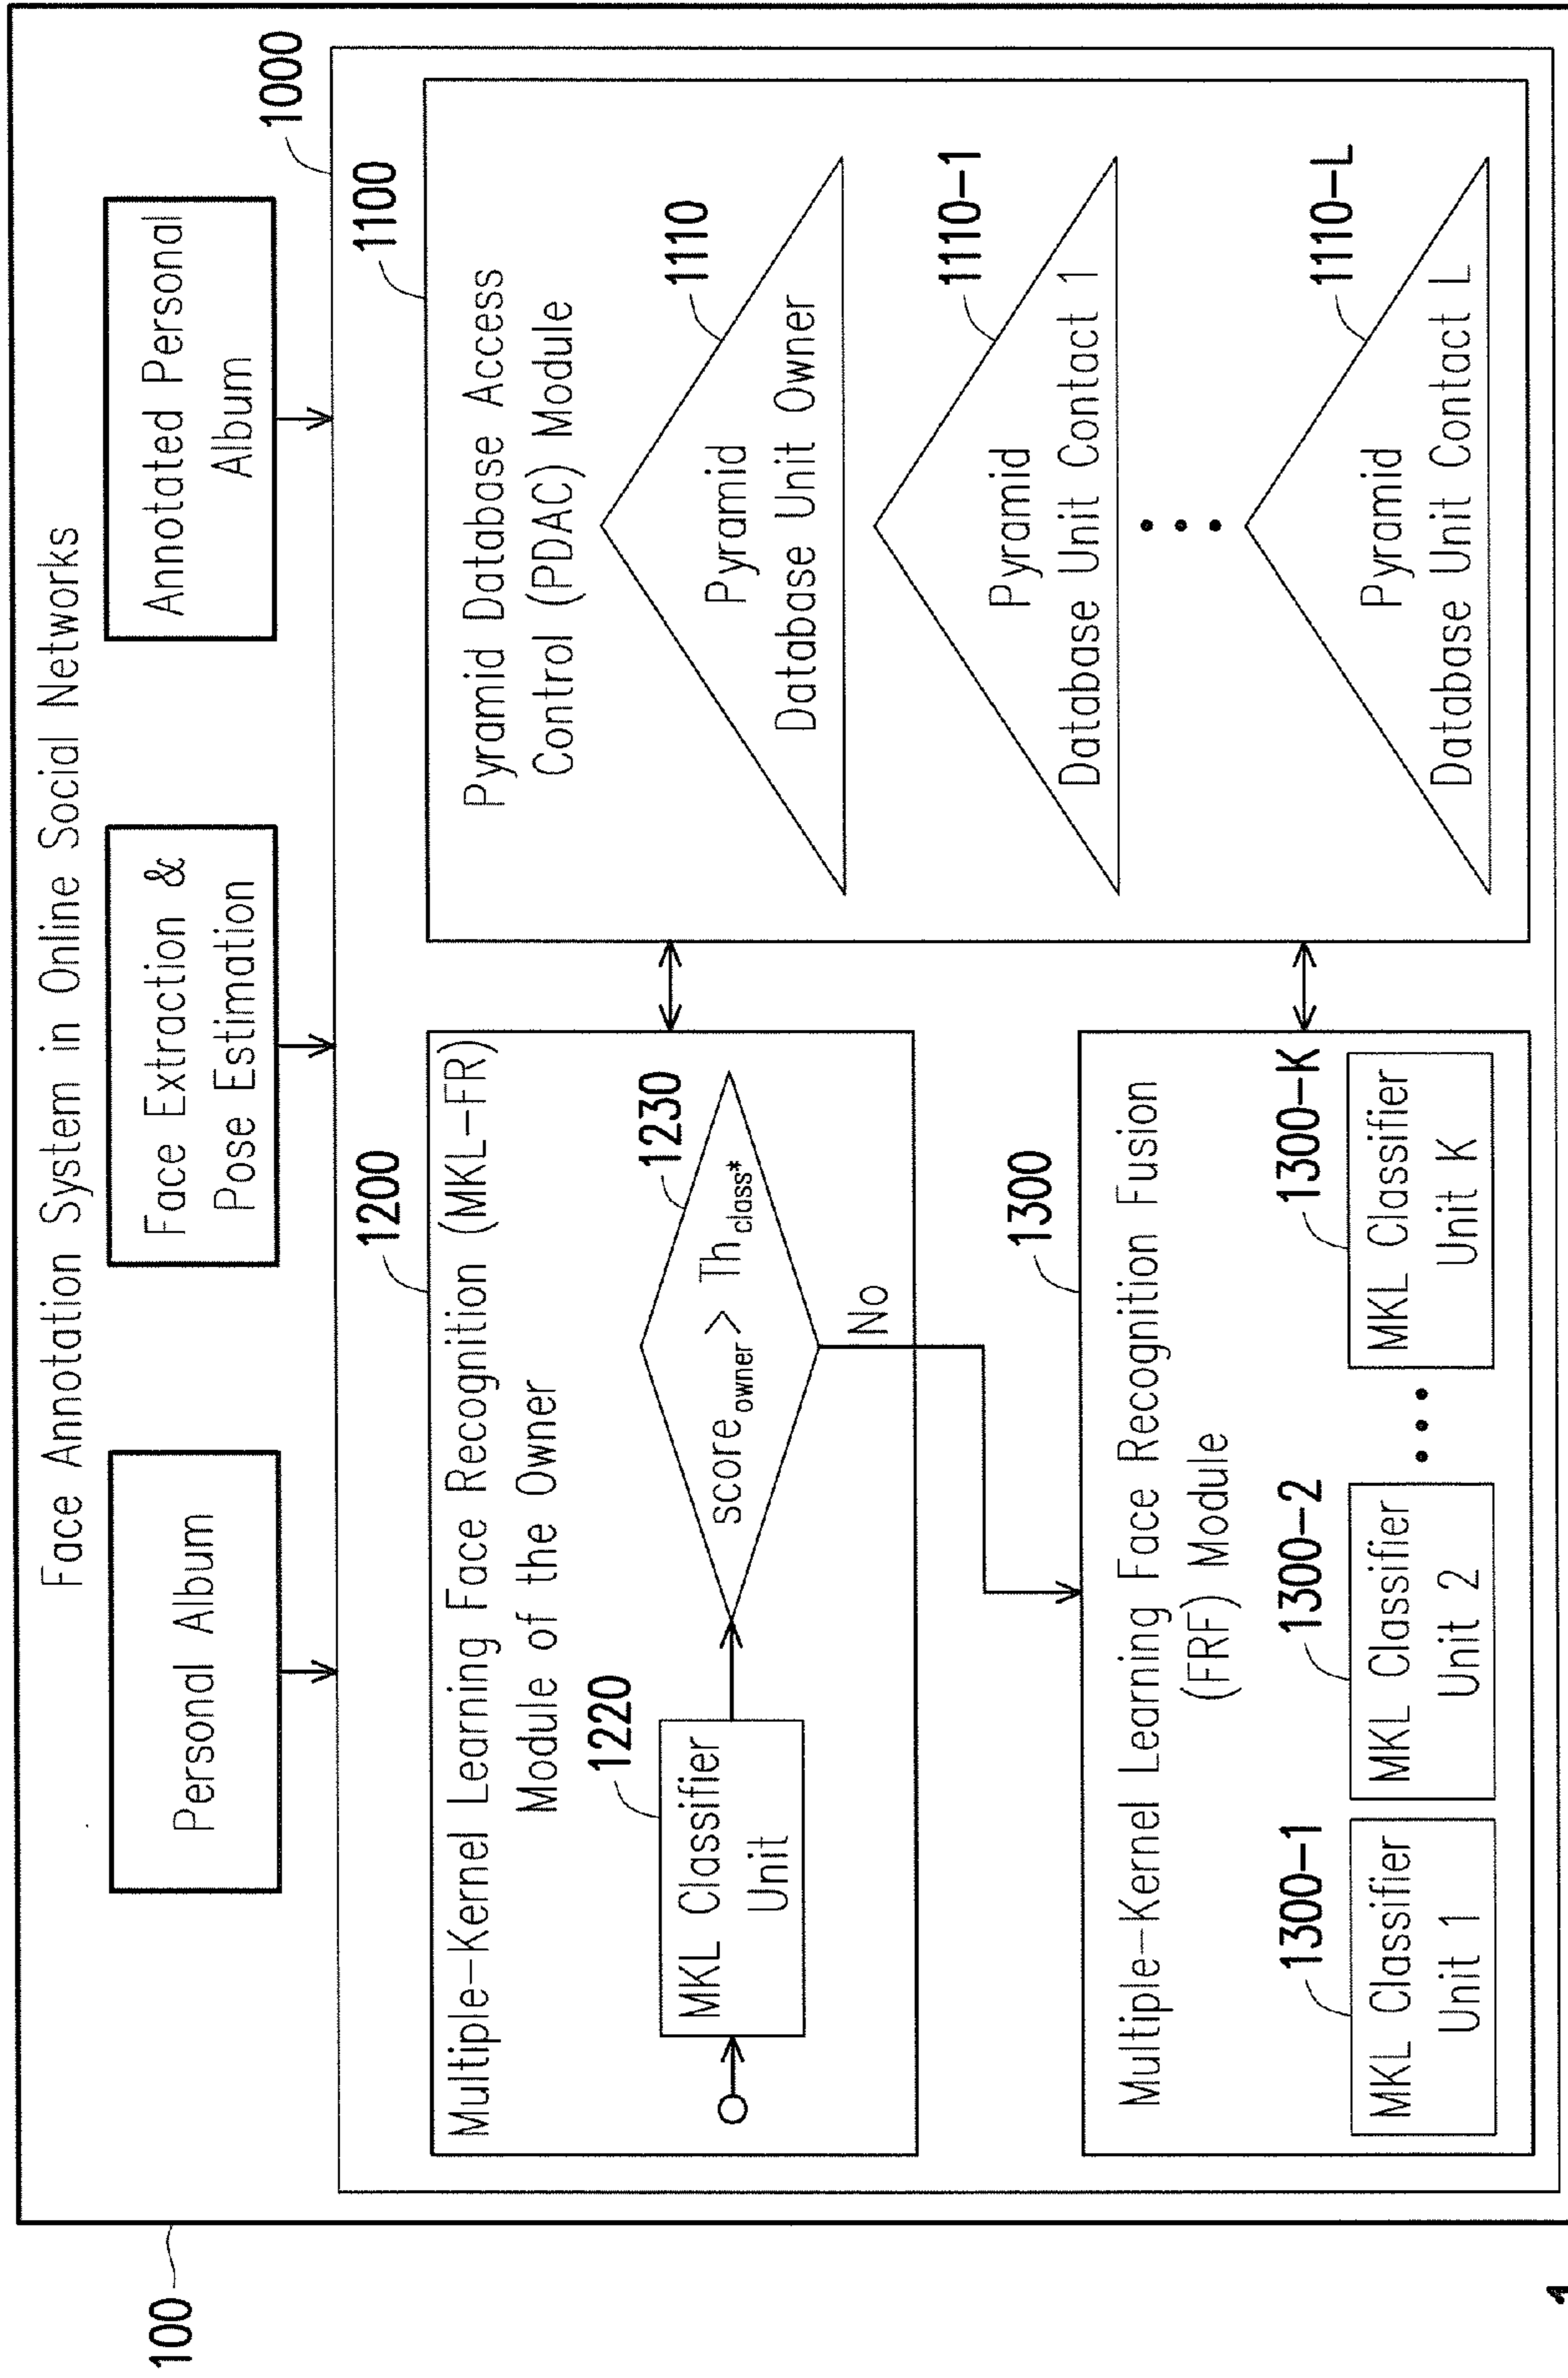 Face Annotation System in Online Social Networks
100
Personal Album
Face Extraction &
Pose Estimation
Annotated Personal
Album
1000
1200
Multiple-Kernel Learning Face Recognition (MKL-FR)
Module of the Owner
1220
MKL Classifier
Unit
1230
score owner > Th class*
No
1300
Multiple-Kernel Learning Face Recognition Fusion
(FRF) Module
1300-1
MKL Classifier
Unit 1
1300-2
MKL Classifier
Unit 2
1300-K
MKL Classifier
Unit K
1100
Pyramid Database Access
Control (PDAC) Module
1110
Pyramid
Database Unit Owner
1110-1
Pyramid
Database Unit Contact 1
1110-L
Pyramid
Database Unit Contact L